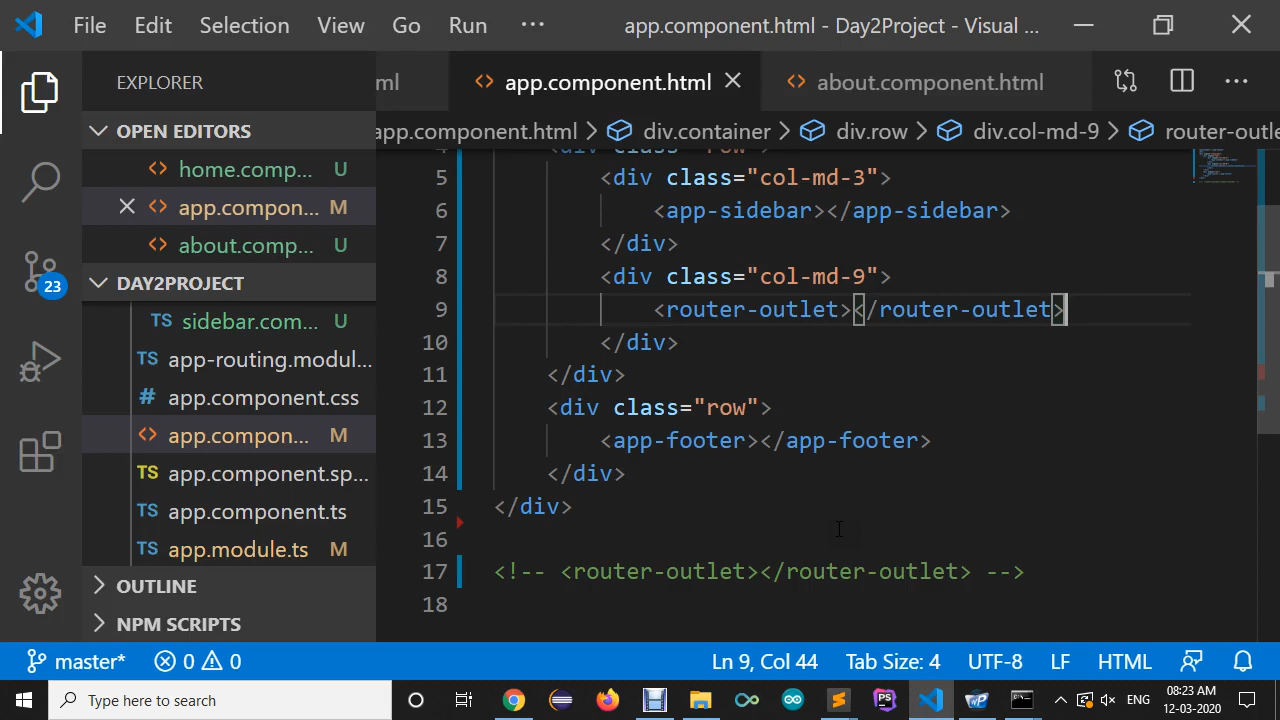 File Edit Selection View Go Run ··· app.component.html - Day2Project - Visual ...
EXPLORER
ml app.component.html about.component.html
OPEN EDITORS
app.component.html > div.container > div.row > div.col-md-9 > router-outle
home.comp... U
app.compon... M
about.comp... U
DAY2PROJECT
sidebar.com... U
app-routing.modul...
app.component.css
app.compon... M
app.component.sp...
app.component.ts
app.module.ts M
OUTLINE
NPM SCRIPTS
23
4 <div class="row">
5 <div class="col-md-3">
6 <app-sidebar></app-sidebar>
7 </div>
8 <div class="col-md-9">
9 <router-outlet></router-outlet>
10 </div>
11 </div>
12 <div class="row">
13 <app-footer></app-footer>
14 </div>
15 </div>
16
17 <!-- <router-outlet></router-outlet> -->
18
master* 0 0 Ln 9, Col 44 Tab Size: 4 UTF-8 LF HTML
Type here to search ENG 08:23 AM
12-03-2020